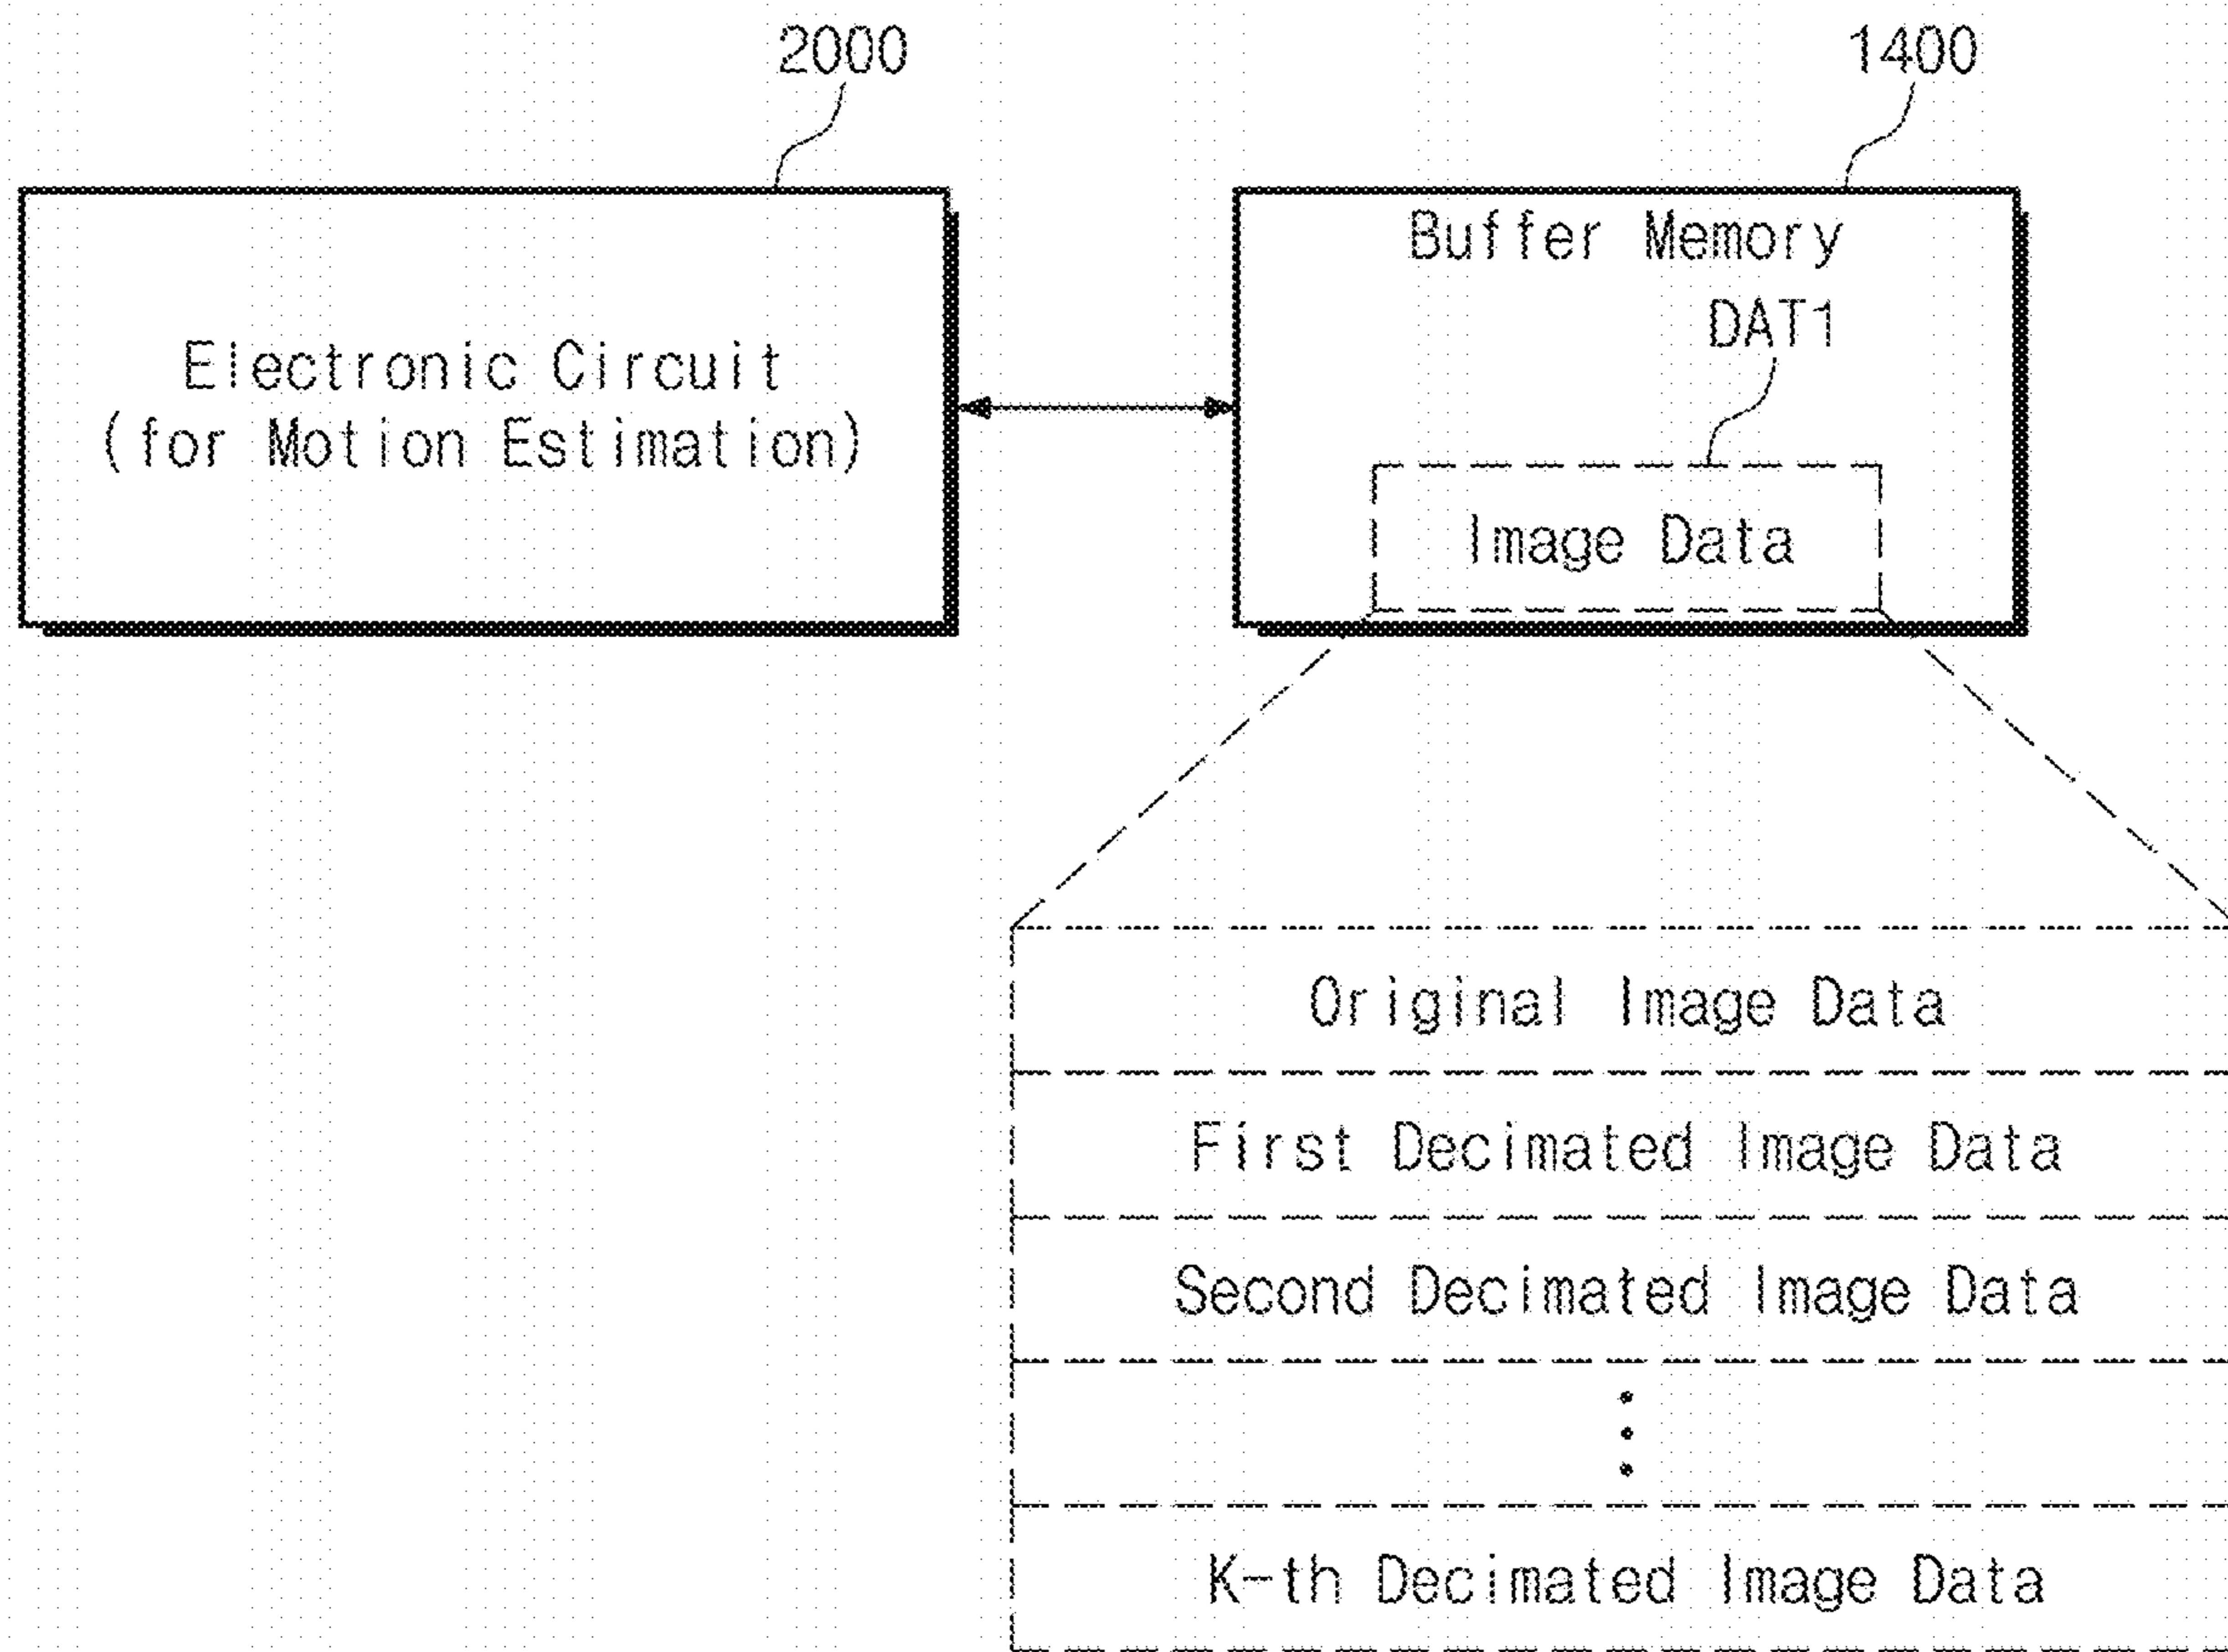 2000
1400
Electronic Circuit
(for Motion Estimation)
Buffer Memory
DAT1
Image Data
Original Image Data
First Decimated Image Data
Second Decimated Image Data
K-th Decimated Image Data